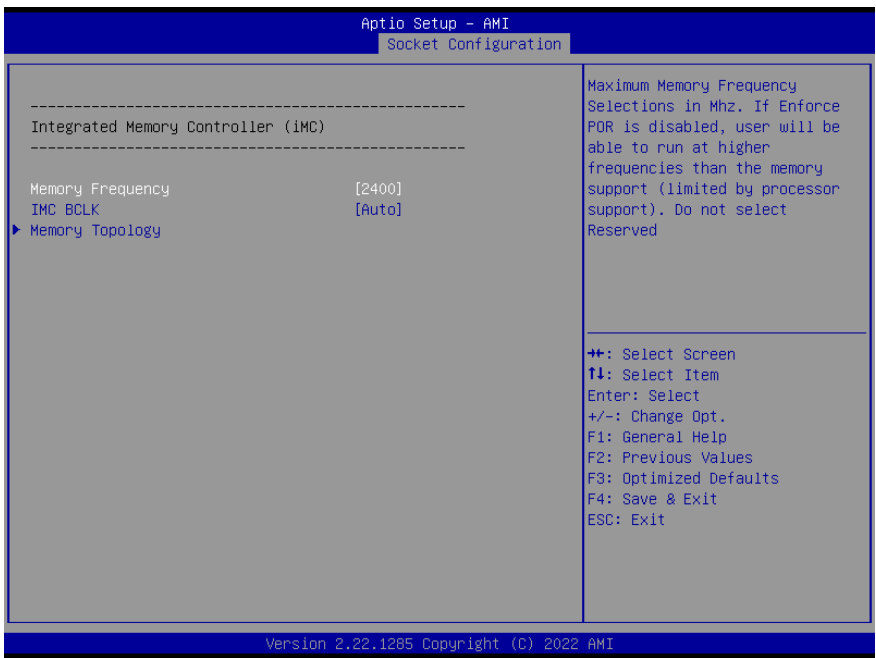 Aptio Setup – AMI
Socket Configuration
--------------------------------------------------
Integrated Memory Controller (iMC)
--------------------------------------------------
Memory Frequency [2400]
IMC BCLK [Auto]
Memory Topology
Maximum Memory Frequency
Selections in Mhz. If Enforce
POR is disabled, user will be
able to run at higher
frequencies than the memory
support (limited by processor
support). Do not select
Reserved
→←: Select Screen
↑↓: Select Item
Enter: Select
+/-: Change Opt.
F1: General Help
F2: Previous Values
F3: Optimized Defaults
F4: Save & Exit
ESC: Exit
Version 2.22.1285 Copyright (C) 2022 AMI